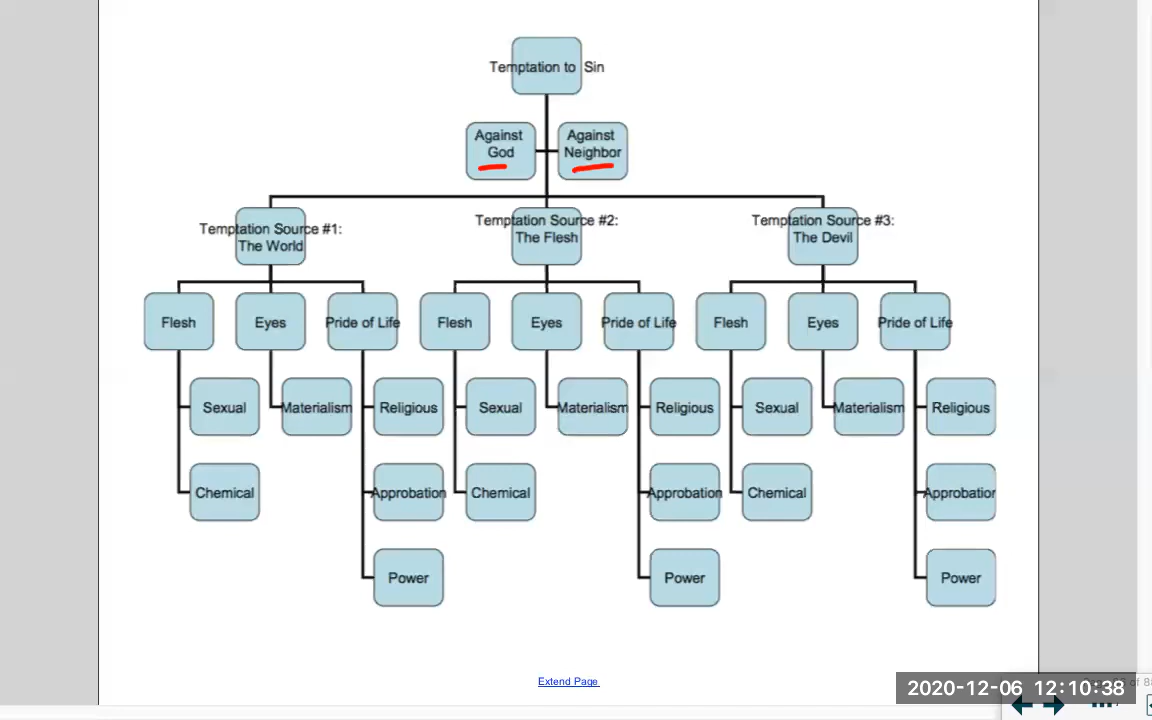 Temptation to Sin
Against
God
Against
Neighbor
Temptation Source #1:
The World
Temptation Source #2:
The Flesh
Temptation Source #3:
The Devil
Flesh
Eyes
Pride of Life
Flesh
Eyes
Pride of Life
Flesh
Eyes
Pride of Life
Sexual
Materialism
Religious
Sexual
Materialism
Religious
Sexual
Materialism
Religious
Chemical
Approbation
Chemical
Approbation
Chemical
Approbation
Power
Power
Power
Extend Page
2020-12-06 12:10:38